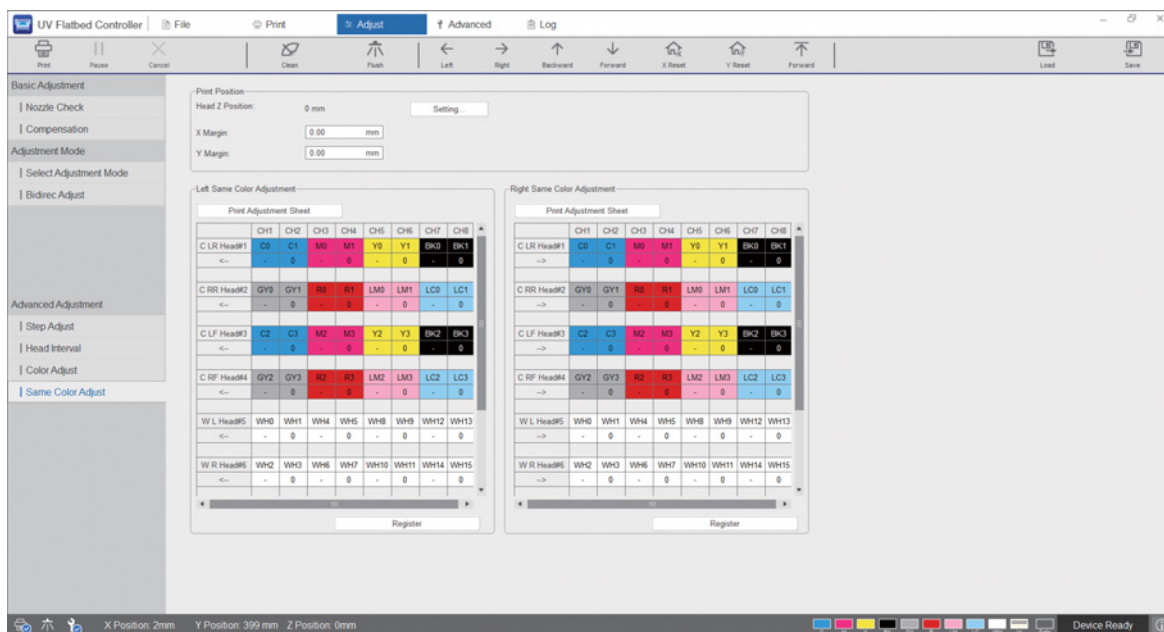 UV Flatbed Controller File Print Adjust Advanced Log
Print Pause Cancel Clean Flush Left Right Backward Forward X Reset Y Reset Forward Load Save
Basic Adjustment
Nozzle Check
Compensation
Adjustment Mode
Select Adjustment Mode
Bidirec Adjust
Advanced Adjustment
Step Adjust
Head Interval
Color Adjust
Same Color Adjust
Print Position
Head Z Position: 0 mm Setting...
X Margin: 0.00 mm
Y Margin: 0.00 mm
Left Same Color Adjustment
Print Adjustment Sheet
CH1 CH2 CH3 CH4 CH5 CH6 CH7 CH8
C LR Head#1 C0 C1 M0 M1 Y0 Y1 BK0 BK1
<-- - 0 - 0 - 0 - 0
C RR Head#2 GY0 GY1 R0 R1 LM0 LM1 LC0 LC1
<-- - 0 - 0 - 0 - 0
C LF Head#3 C2 C3 M2 M3 Y2 Y3 BK2 BK3
<-- - 0 - 0 - 0 - 0
C RF Head#4 GY2 GY3 R2 R3 LM2 LM3 LC2 LC3
<-- - 0 - 0 - 0 - 0
W L Head#5 WH0 WH1 WH4 WH5 WH8 WH9 WH12 WH13
<-- - 0 - 0 - 0 - 0
W R Head#6 WH2 WH3 WH6 WH7 WH10 WH11 WH14 WH15
<-- - 0 - 0 - 0 - 0
Register
Right Same Color Adjustment
Print Adjustment Sheet
CH1 CH2 CH3 CH4 CH5 CH6 CH7 CH8
C LR Head#1 C0 C1 M0 M1 Y0 Y1 BK0 BK1
--> - 0 - 0 - 0 - 0
C RR Head#2 GY0 GY1 R0 R1 LM0 LM1 LC0 LC1
--> - 0 - 0 - 0 - 0
C LF Head#3 C2 C3 M2 M3 Y2 Y3 BK2 BK3
--> - 0 - 0 - 0 - 0
C RF Head#4 GY2 GY3 R2 R3 LM2 LM3 LC2 LC3
--> - 0 - 0 - 0 - 0
W L Head#5 WH0 WH1 WH4 WH5 WH8 WH9 WH12 WH13
--> - 0 - 0 - 0 - 0
W R Head#6 WH2 WH3 WH6 WH7 WH10 WH11 WH14 WH15
--> - 0 - 0 - 0 - 0
Register
X Position: 2mm Y Position: 399 mm Z Position: 0mm Device Ready